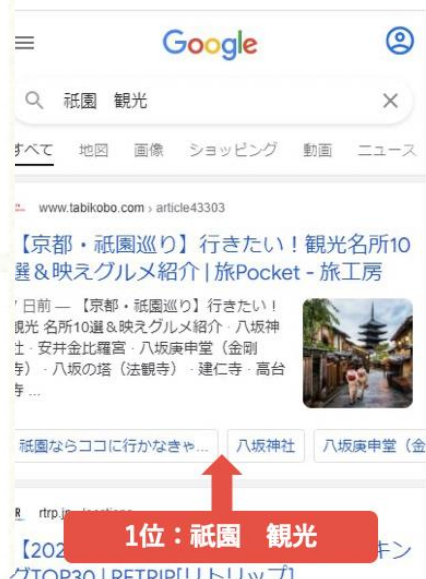 Google
祇園 観光
すべて 地図 画像 ショッピング 動画 ニュース
www.tabikobo.com › article43303
【京都・祇園巡り】行きたい！観光名所10
選＆映えグルメ紹介 | 旅Pocket - 旅工房
日前 — 【京都・祇園巡り】行きたい！
観光 名所10選＆映えグルメ紹介 · 八坂神
社 · 安井金比羅宮 · 八坂庚申堂（金剛
寺） · 八坂の塔（法観寺） · 建仁寺 · 高台
寺 ...
祇園ならココに行かなきゃ...
八坂神社
八坂庚申堂（金
rtrp.jp
1位：祇園 観光
【202 キン
グTOP30 | RETRIP[リトリップ]